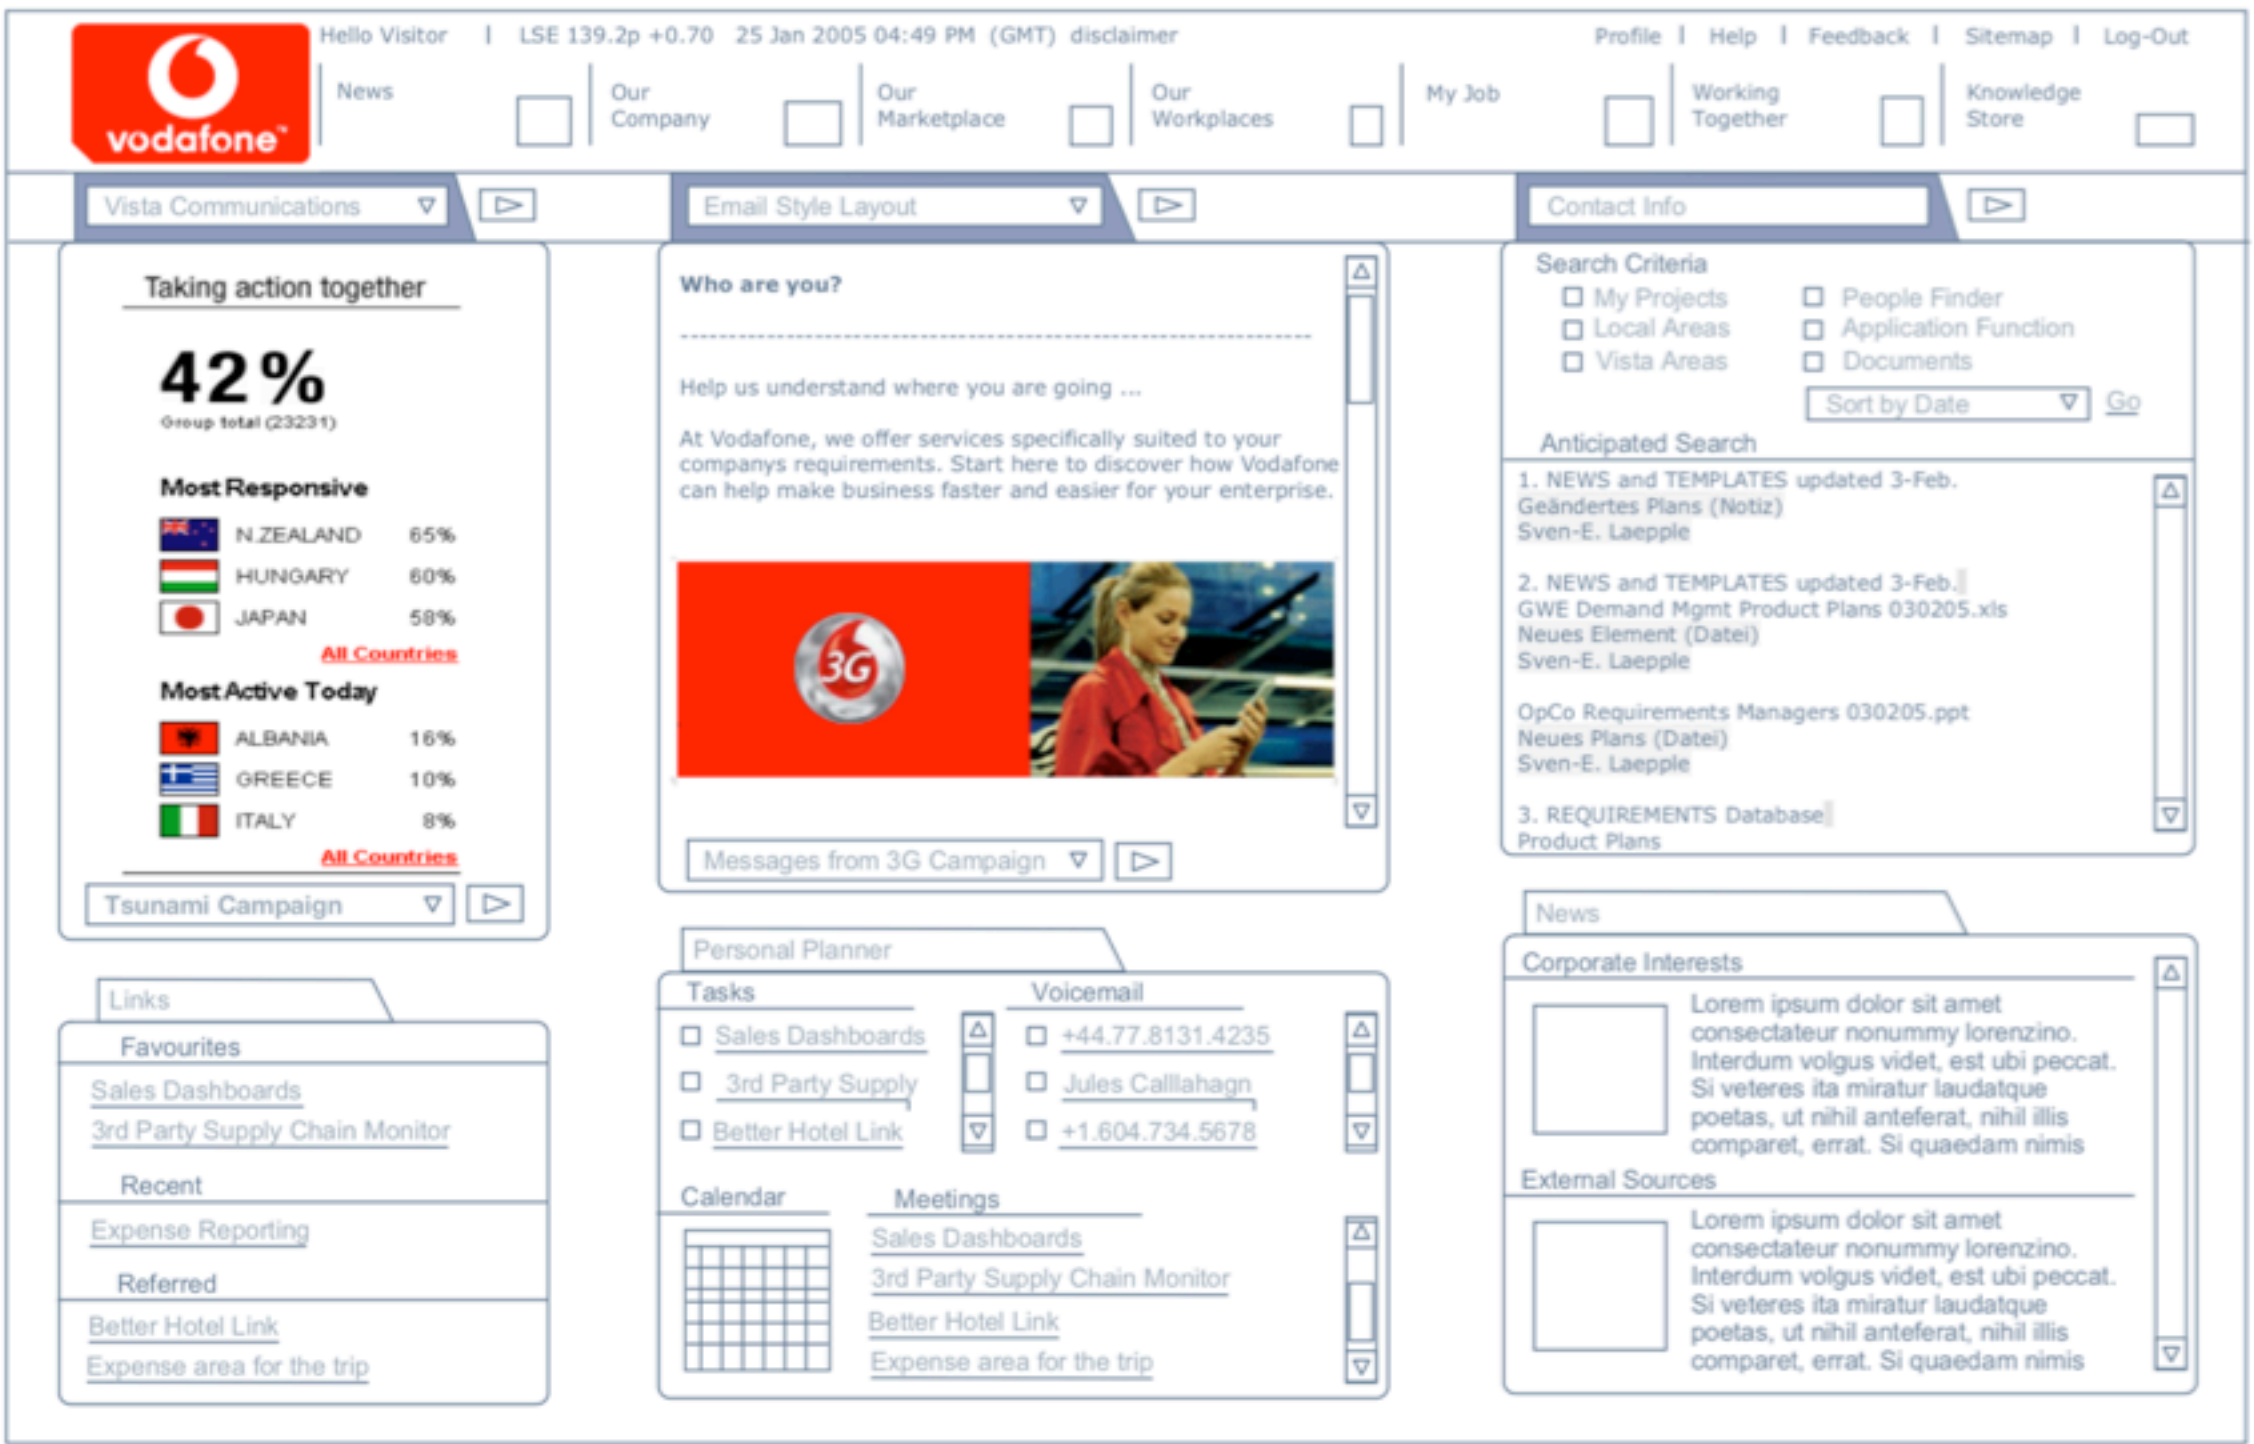 Hello Visitor | LSE 139.2p +0.70 25 Jan 2005 04:49 PM (GMT) disclaimer
Profile | Help | Feedback | Sitemap | Log-Out
vodafone™
News
Our
Company
Our
Marketplace
Our
Workplaces
My Job
Working
Together
Knowledge
Store
Vista Communications
Taking action together
42%
Group total (23231)
Most Responsive
N.ZEALAND 65%
HUNGARY 60%
JAPAN 58%
All Countries
Most Active Today
ALBANIA 16%
GREECE 10%
ITALY 8%
All Countries
Tsunami Campaign
Links
Favourites
Sales Dashboards
3rd Party Supply Chain Monitor
Recent
Expense Reporting
Referred
Better Hotel Link
Expense area for the trip
Email Style Layout
Who are you?
------------------------------------------------------------------
Help us understand where you are going ...
At Vodafone, we offer services specifically suited to your
companys requirements. Start here to discover how Vodafone
can help make business faster and easier for your enterprise.
3G
Messages from 3G Campaign
Personal Planner
Tasks
Sales Dashboards
3rd Party Supply
Better Hotel Link
Voicemail
+44.77.8131.4235
Jules Calllahagn
+1.604.734.5678
Calendar
Meetings
Sales Dashboards
3rd Party Supply Chain Monitor
Better Hotel Link
Expense area for the trip
Contact Info
Search Criteria
My Projects
People Finder
Local Areas
Application Function
Vista Areas
Documents
Sort by Date
Go
Anticipated Search
1. NEWS and TEMPLATES updated 3-Feb.
Geändertes Plans (Notiz)
Sven-E. Laepple
2. NEWS and TEMPLATES updated 3-Feb.
GWE Demand Mgmt Product Plans 030205.xls
Neues Element (Datei)
Sven-E. Laepple
OpCo Requirements Managers 030205.ppt
Neues Plans (Datei)
Sven-E. Laepple
3. REQUIREMENTS Database
Product Plans
News
Corporate Interests
Lorem ipsum dolor sit amet
consectateur nonummy lorenzino.
Interdum volgus videt, est ubi peccat.
Si veteres ita miratur laudatque
poetas, ut nihil anteferat, nihil illis
comparet, errat. Si quaedam nimis
External Sources
Lorem ipsum dolor sit amet
consectateur nonummy lorenzino.
Interdum volgus videt, est ubi peccat.
Si veteres ita miratur laudatque
poetas, ut nihil anteferat, nihil illis
comparet, errat. Si quaedam nimis